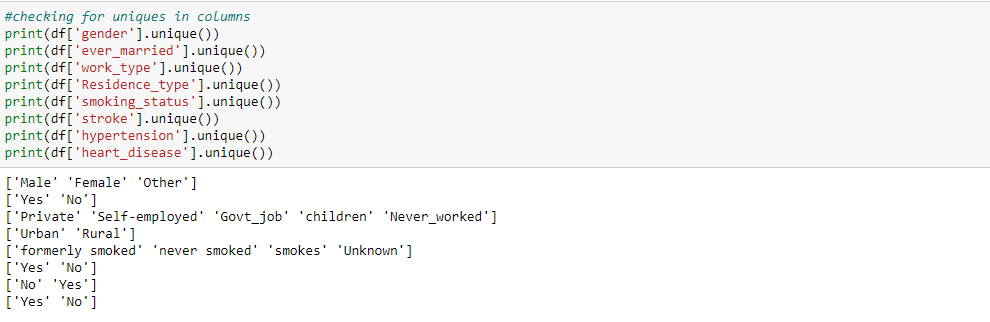 #checking for uniques in columns
print(df['gender'].unique())
print(df['ever_married'].unique())
print(df['work_type'].unique())
print(df['Residence_type'].unique())
print(df['smoking_status'].unique())
print(df['stroke'].unique())
print(df['hypertension'].unique())
print(df['heart_disease'].unique())
['Male' 'Female' 'Other']
['Yes' 'No']
['Private' 'Self-employed' 'Govt_job' 'children' 'Never_worked']
['Urban' 'Rural']
['formerly smoked' 'never smoked' 'smokes' 'Unknown']
['Yes' 'No']
['No' 'Yes']
['Yes' 'No']